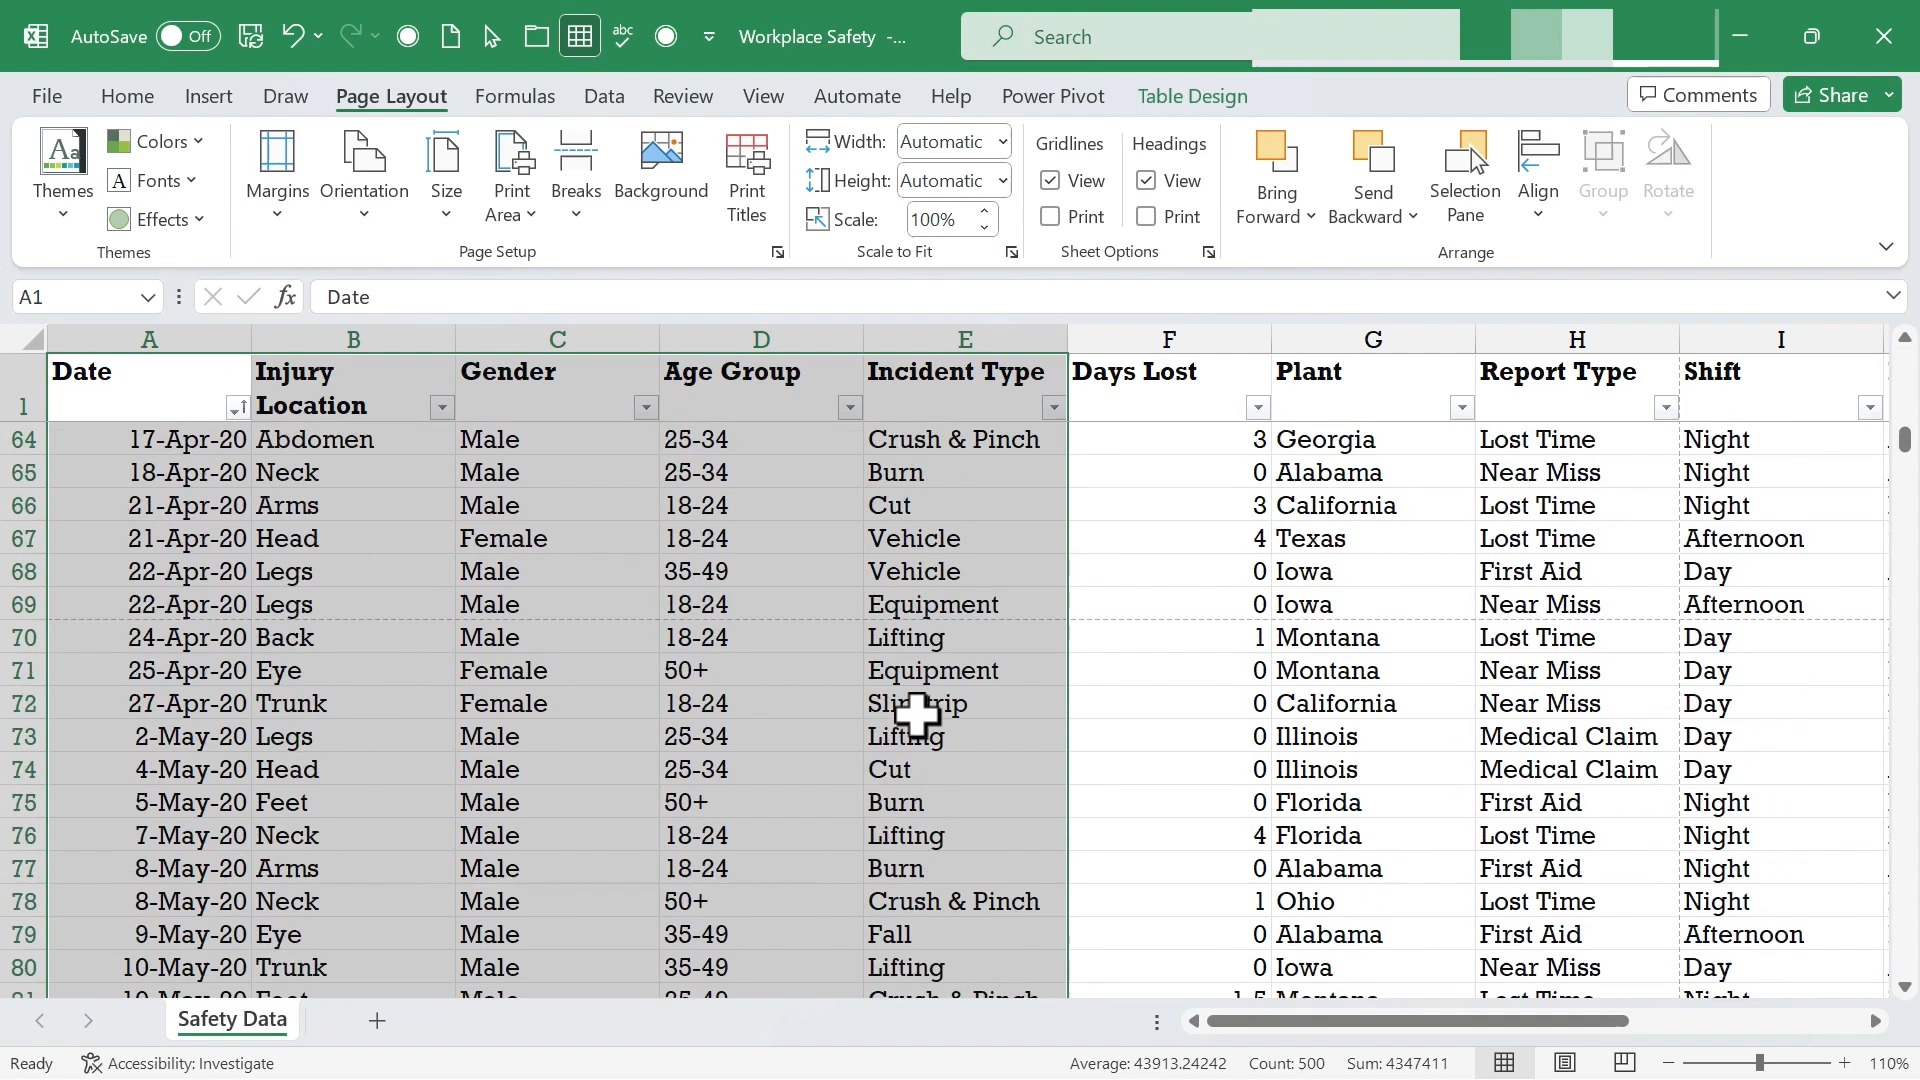 AutoSave Off Workplace Safety -... Search
File Home Insert Draw Page Layout Formulas Data Review View Automate Help Power Pivot Table Design Comments Share
Themes Colors Fonts Effects Themes
Margins Orientation Size Print Area Breaks Background Print Titles Page Setup
Width: Automatic Height: Automatic Scale: 100% Scale to Fit
Gridlines View Print Headings View Print Sheet Options
Bring Forward Send Backward Selection Pane Align Group Rotate Arrange
A1 fx Date
A B C D E F G H I
1 Date Injury Location Gender Age Group Incident Type Days Lost Plant Report Type Shift
64 17-Apr-20 Abdomen Male 25-34 Crush & Pinch 3 Georgia Lost Time Night
65 18-Apr-20 Neck Male 25-34 Burn 0 Alabama Near Miss Night
66 21-Apr-20 Arms Male 18-24 Cut 3 California Lost Time Night
67 21-Apr-20 Head Female 18-24 Vehicle 4 Texas Lost Time Afternoon
68 22-Apr-20 Legs Male 35-49 Vehicle 0 Iowa First Aid Day
69 22-Apr-20 Legs Male 18-24 Equipment 0 Iowa Near Miss Afternoon
70 24-Apr-20 Back Male 18-24 Lifting 1 Montana Lost Time Day
71 25-Apr-20 Eye Female 50+ Equipment 0 Montana Near Miss Day
72 27-Apr-20 Trunk Female 18-24 0 California Near Miss Day
73 2-May-20 Legs Male 25-34 Lifting 0 Illinois Medical Claim Day
74 4-May-20 Head Male 25-34 Cut 0 Illinois Medical Claim Day
75 5-May-20 Feet Male 50+ Burn 0 Florida First Aid Night
76 7-May-20 Neck Male 18-24 Lifting 4 Florida Lost Time Night
77 8-May-20 Arms Male 18-24 Burn 0 Alabama First Aid Night
78 8-May-20 Neck Male 50+ Crush & Pinch 1 Ohio Lost Time Night
79 9-May-20 Eye Male 35-49 Fall 0 Alabama First Aid Afternoon
80 10-May-20 Trunk Male 35-49 Lifting 0 Iowa Near Miss Day
Safety Data
Ready Accessibility: Investigate Average: 43913.24242 Count: 500 Sum: 4347411 110%